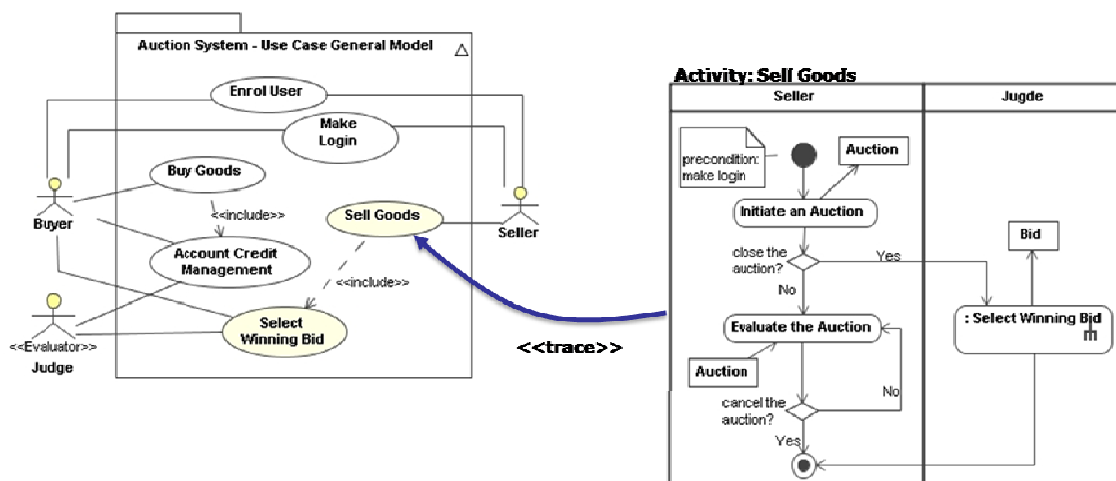 Auction System - Use Case General Model
Enrol User
Make
Login
Buy Goods
<<include>>
Sell Goods
Buyer
Seller
Account Credit
Management
<<include>>
Select
Winning Bid
<<Evaluator>>
Judge
<<trace>>
Activity: Sell Goods
Seller
Jugde
precondition:
make login
Auction
Initiate an Auction
close the
auction?
Yes
No
Bid
: Select Winning Bid
Evaluate the Auction
Auction
No
cancel the
auction?
Yes